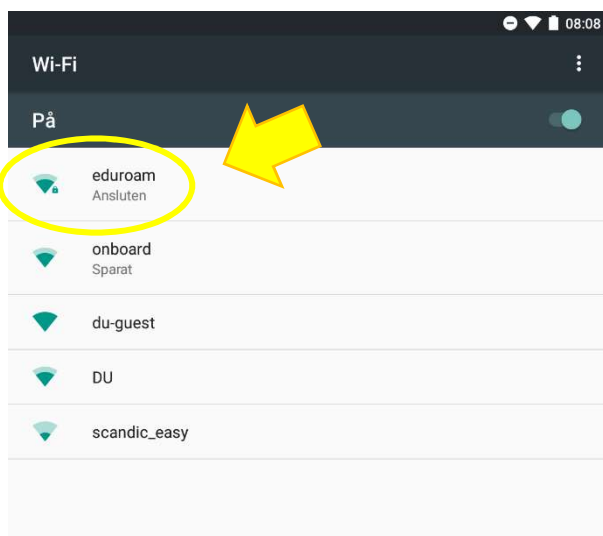 08:08
Wi-Fi
På
eduroam
Ansluten
onboard
Sparat
du-guest
DU
scandic_easy